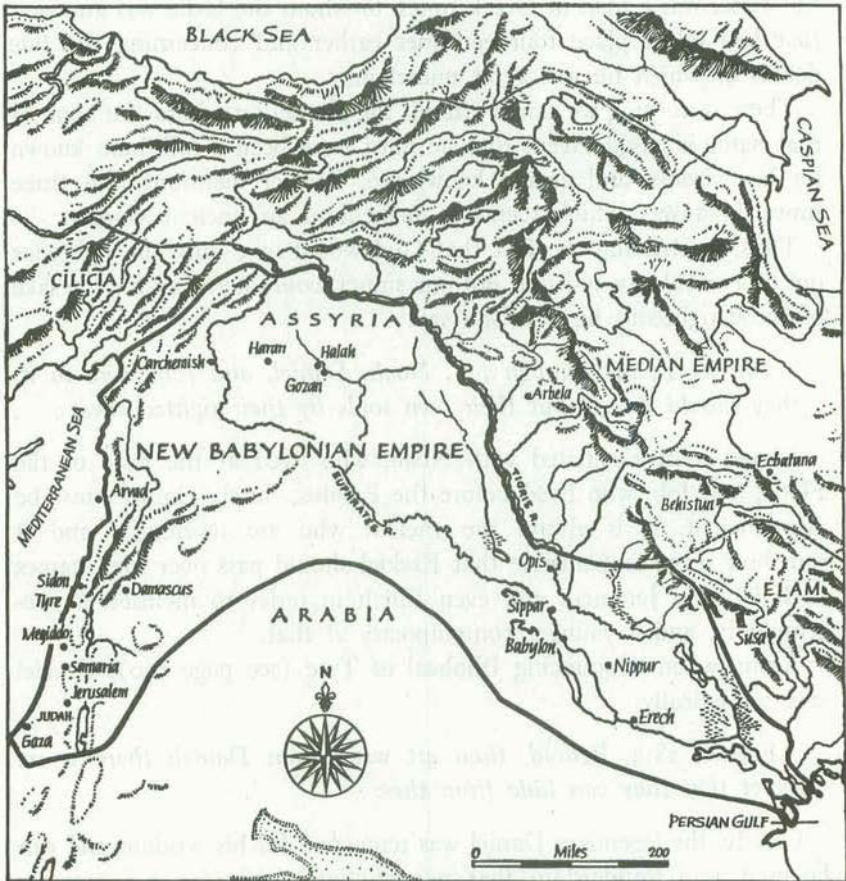 BLACK SEA
CASPIAN SEA
CILICIA
ASSYRIA
Carchemish
Haran
Halah
Gozan
MEDIAN EMPIRE
Arbela
MEDITERRANEAN SEA
NEW BABYLONIAN EMPIRE
Ecbatana
Arvad
Behistun
Opis
ELAM
Sidon
Tyre
Damascus
ARABIA
Sippar
Susa
Megiddo
Babylon
Samaria
Nippur
Jerusalem
N
JUDAH
Erech
Gaza
PERSIAN GULF
0 Miles 200